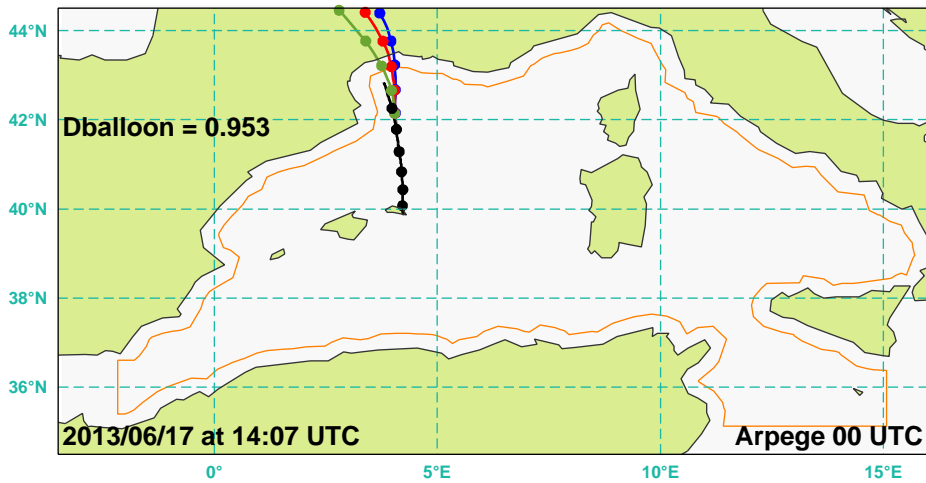 44°N
42°N
Dballoon = 0.953
40°N
38°N
36°N
2013/06/17 at 14:07 UTC
Arpege 00 UTC
0°
5°E
10°E
15°E